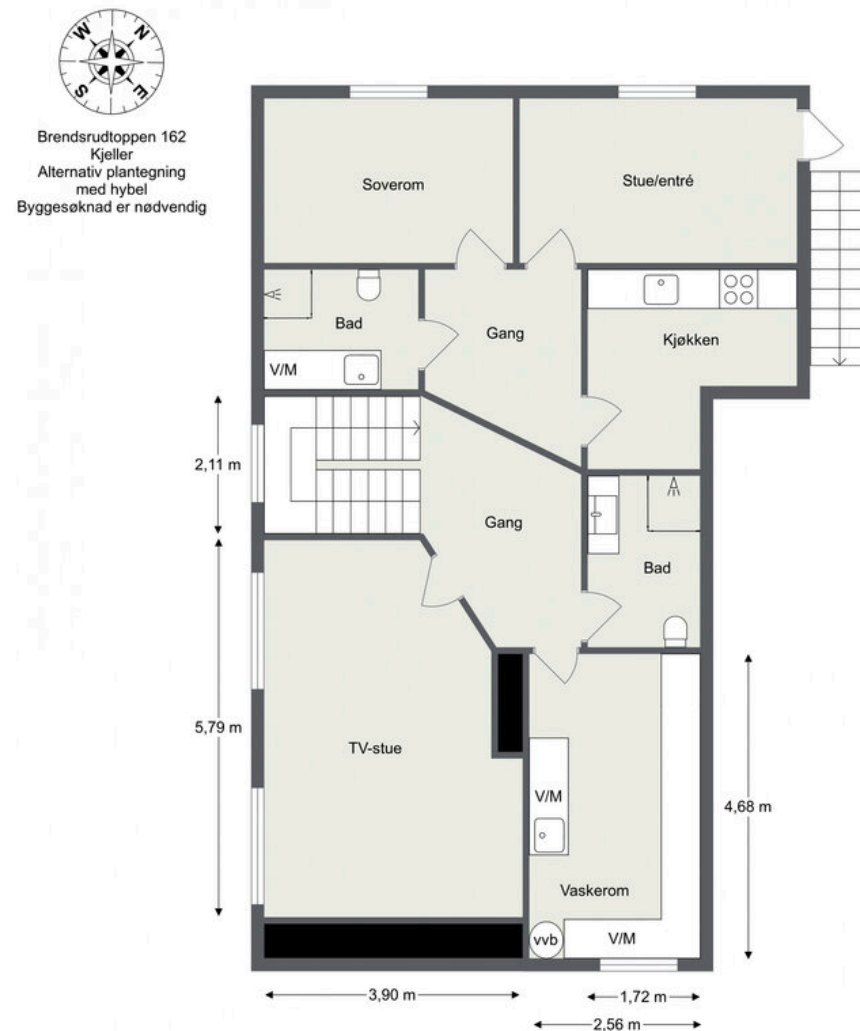 W N
S E
Brendsrudtoppen 162
Kjeller
Alternativ plantegning
med hybel
Byggesøknad er nødvendig
Soverom
Stue/entré
Bad
Gang
Kjøkken
V/M
2,11 m
Gang
Bad
5,79 m
TV-stue
V/M
4,68 m
Vaskerom
vvb
V/M
3,90 m
1,72 m
2,56 m